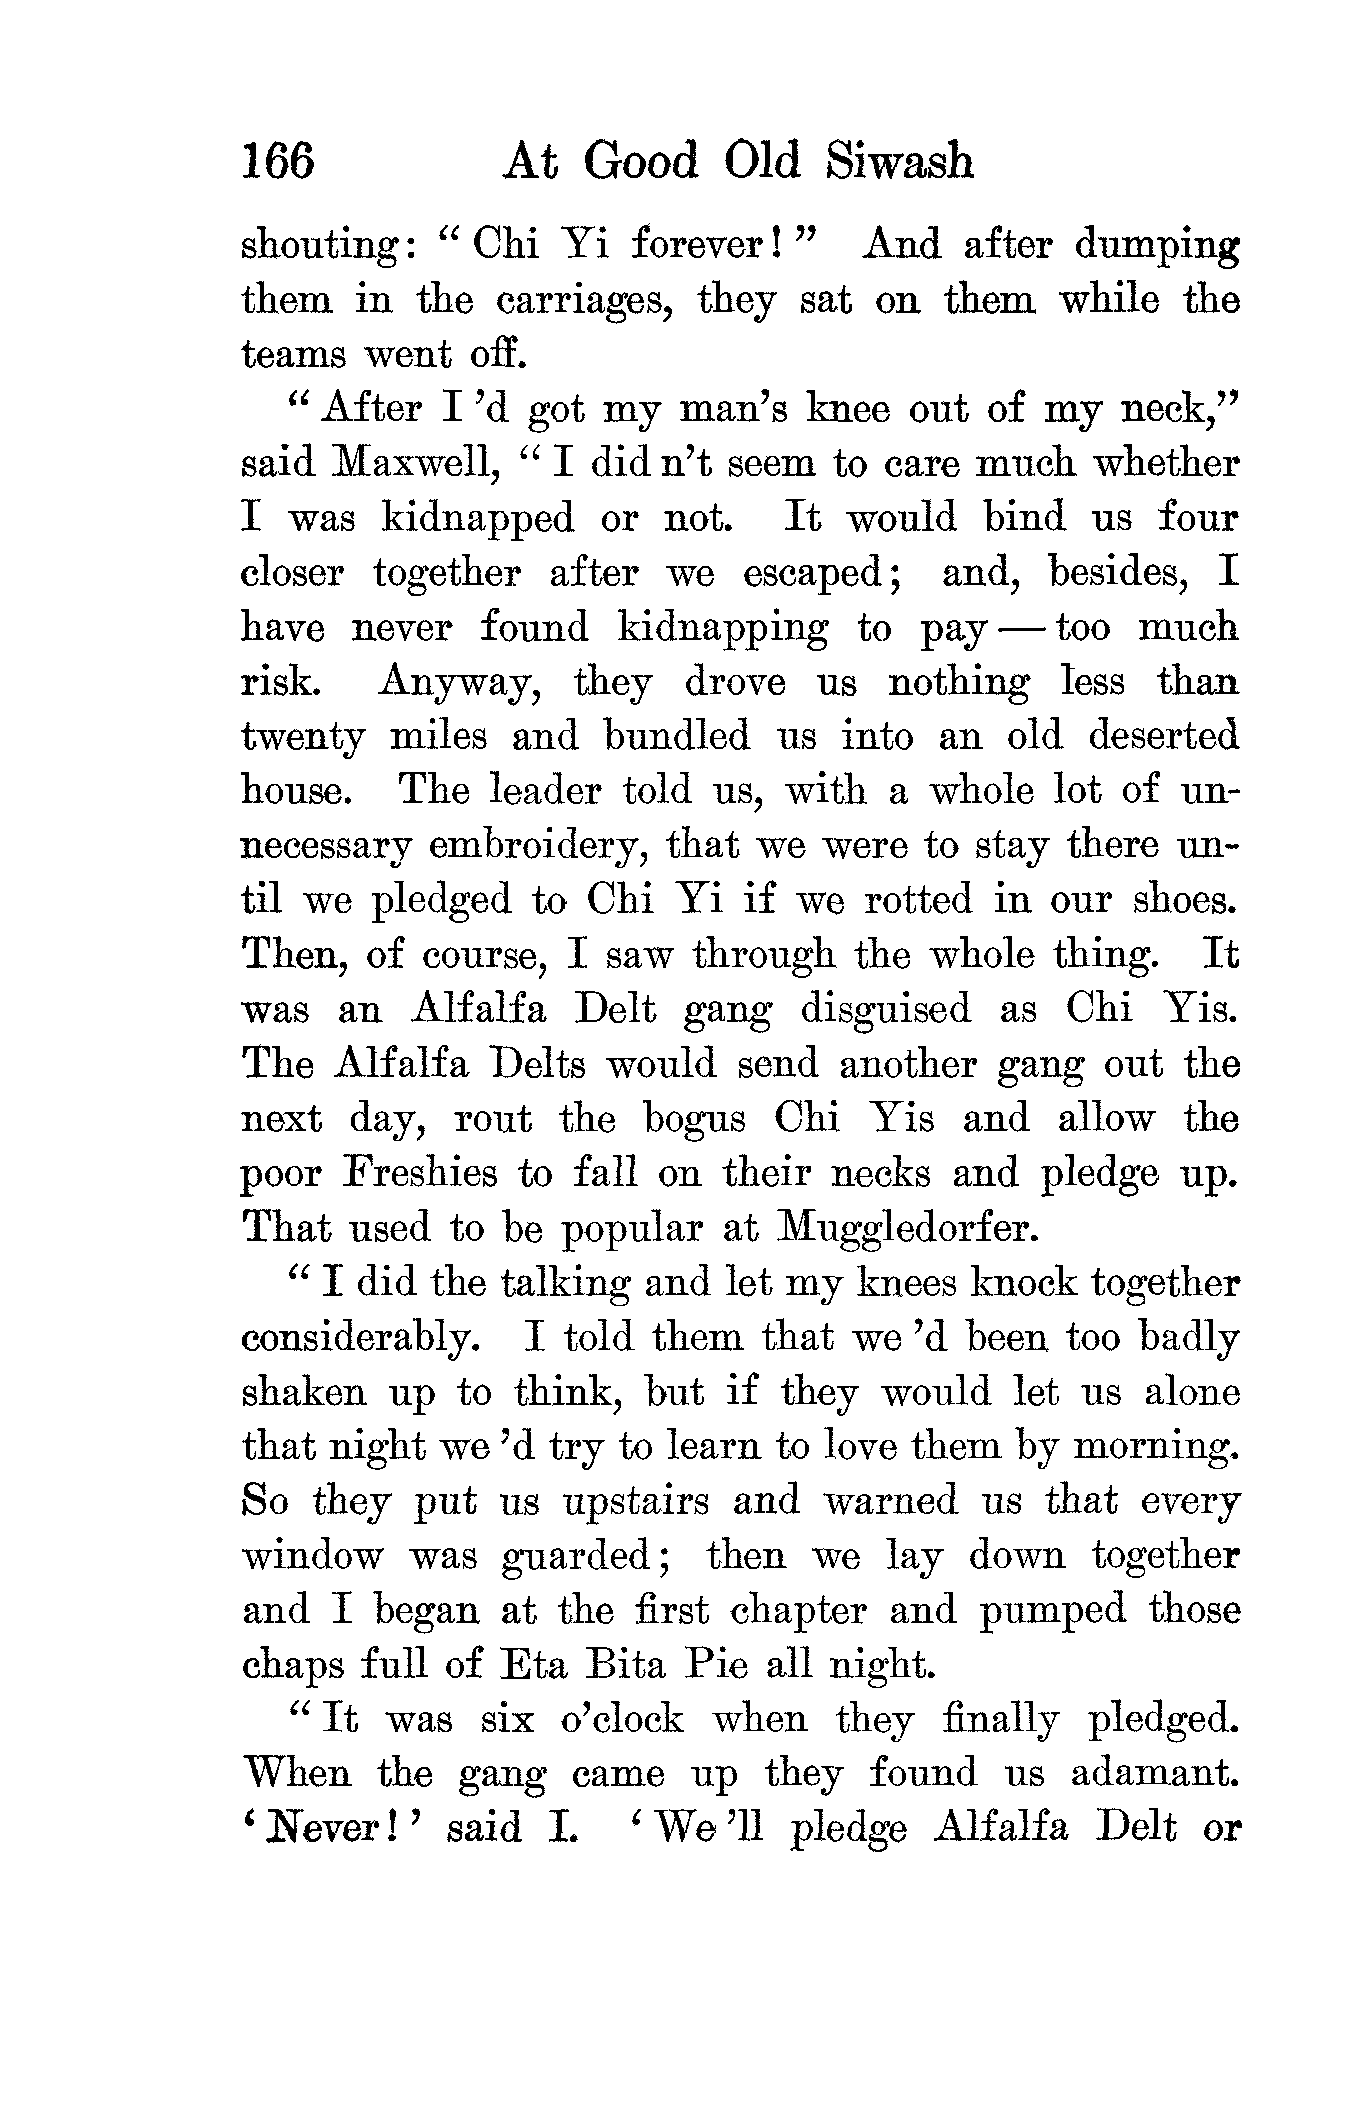 166 At Good Old Siwash
shouting: “ Chi Yi forever! ” And after dumping
them in the carriages, they sat on them while the
teams went off.
“ After I ’d got my man’s knee out of my neck,”
said Maxwell, “ I did n’t seem to care much whether
I was kidnapped or not. It would bind us four
closer together after we escaped; and, besides, I
have never found kidnapping to pay — too much
risk. Anyway, they drove us nothing less than
twenty miles and bundled us into an old deserted
house. The leader told us, with a whole lot of un-
necessary embroidery, that we were to stay there un-
til we pledged to Chi Yi if we rotted in our shoes.
Then, of course, I saw through the whole thing. It
was an Alfalfa Delt gang disguised as Chi Yis.
The Alfalfa Delts would send another gang out the
next day, rout the bogus Chi Yis and allow the
poor Freshies to fall on their necks and pledge up.
That used to be popular at Muggledorfer.
“ I did the talking and let my knees knock together
considerably. I told them that we ’d been too badly
shaken up to think, but if they would let us alone
that night we ’d try to learn to love them by morning.
So they put us upstairs and warned us that every
window was guarded; then we lay down together
and I began at the first chapter and pumped those
chaps full of Eta Bita Pie all night.
“ It was six o’clock when they finally pledged.
When the gang came up they found us adamant.
‘ Never! ’ said I. ‘ We ’ll pledge Alfalfa Delt or